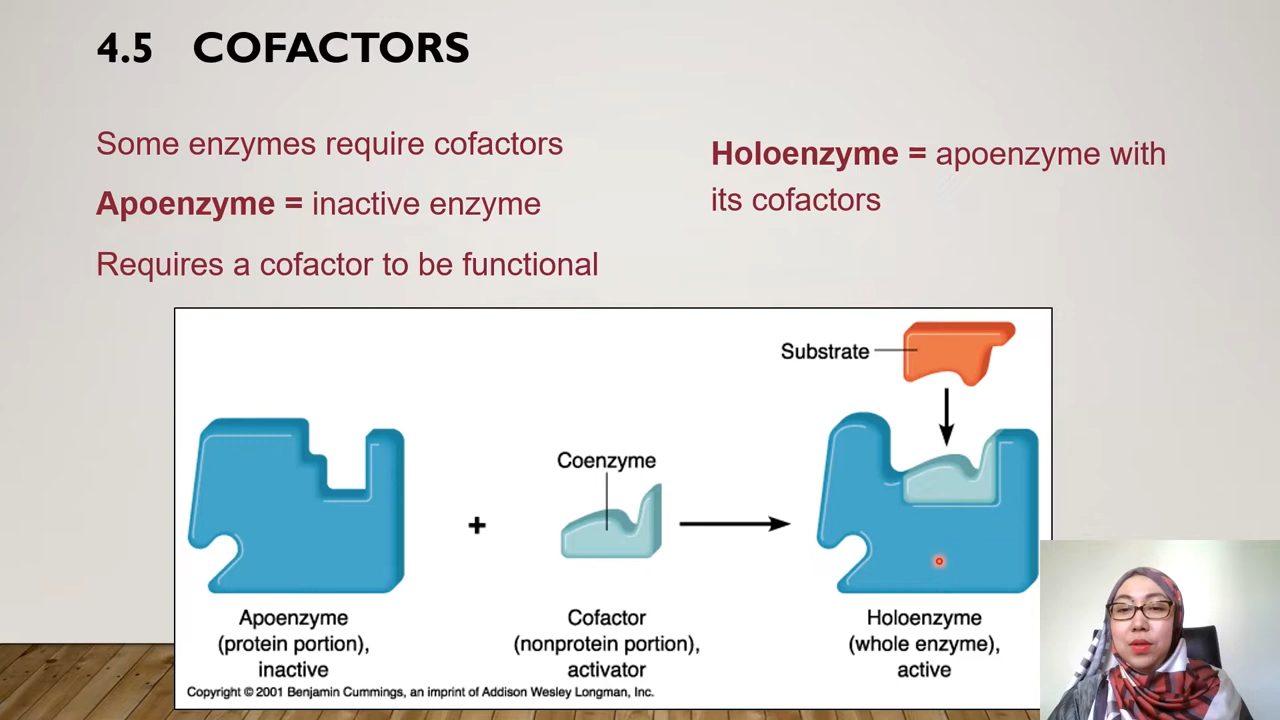 4.5 COFACTORS
Some enzymes require cofactors
Apoenzyme = inactive enzyme
Requires a cofactor to be functional
Holoenzyme = apoenzyme with
its cofactors
Substrate
Coenzyme
+
Apoenzyme
(protein portion),
inactive
Cofactor
(nonprotein portion),
activator
Holoenzyme
(whole enzyme),
active
Copyright © 2001 Benjamin Cummings, an imprint of Addison Wesley Longman, Inc.